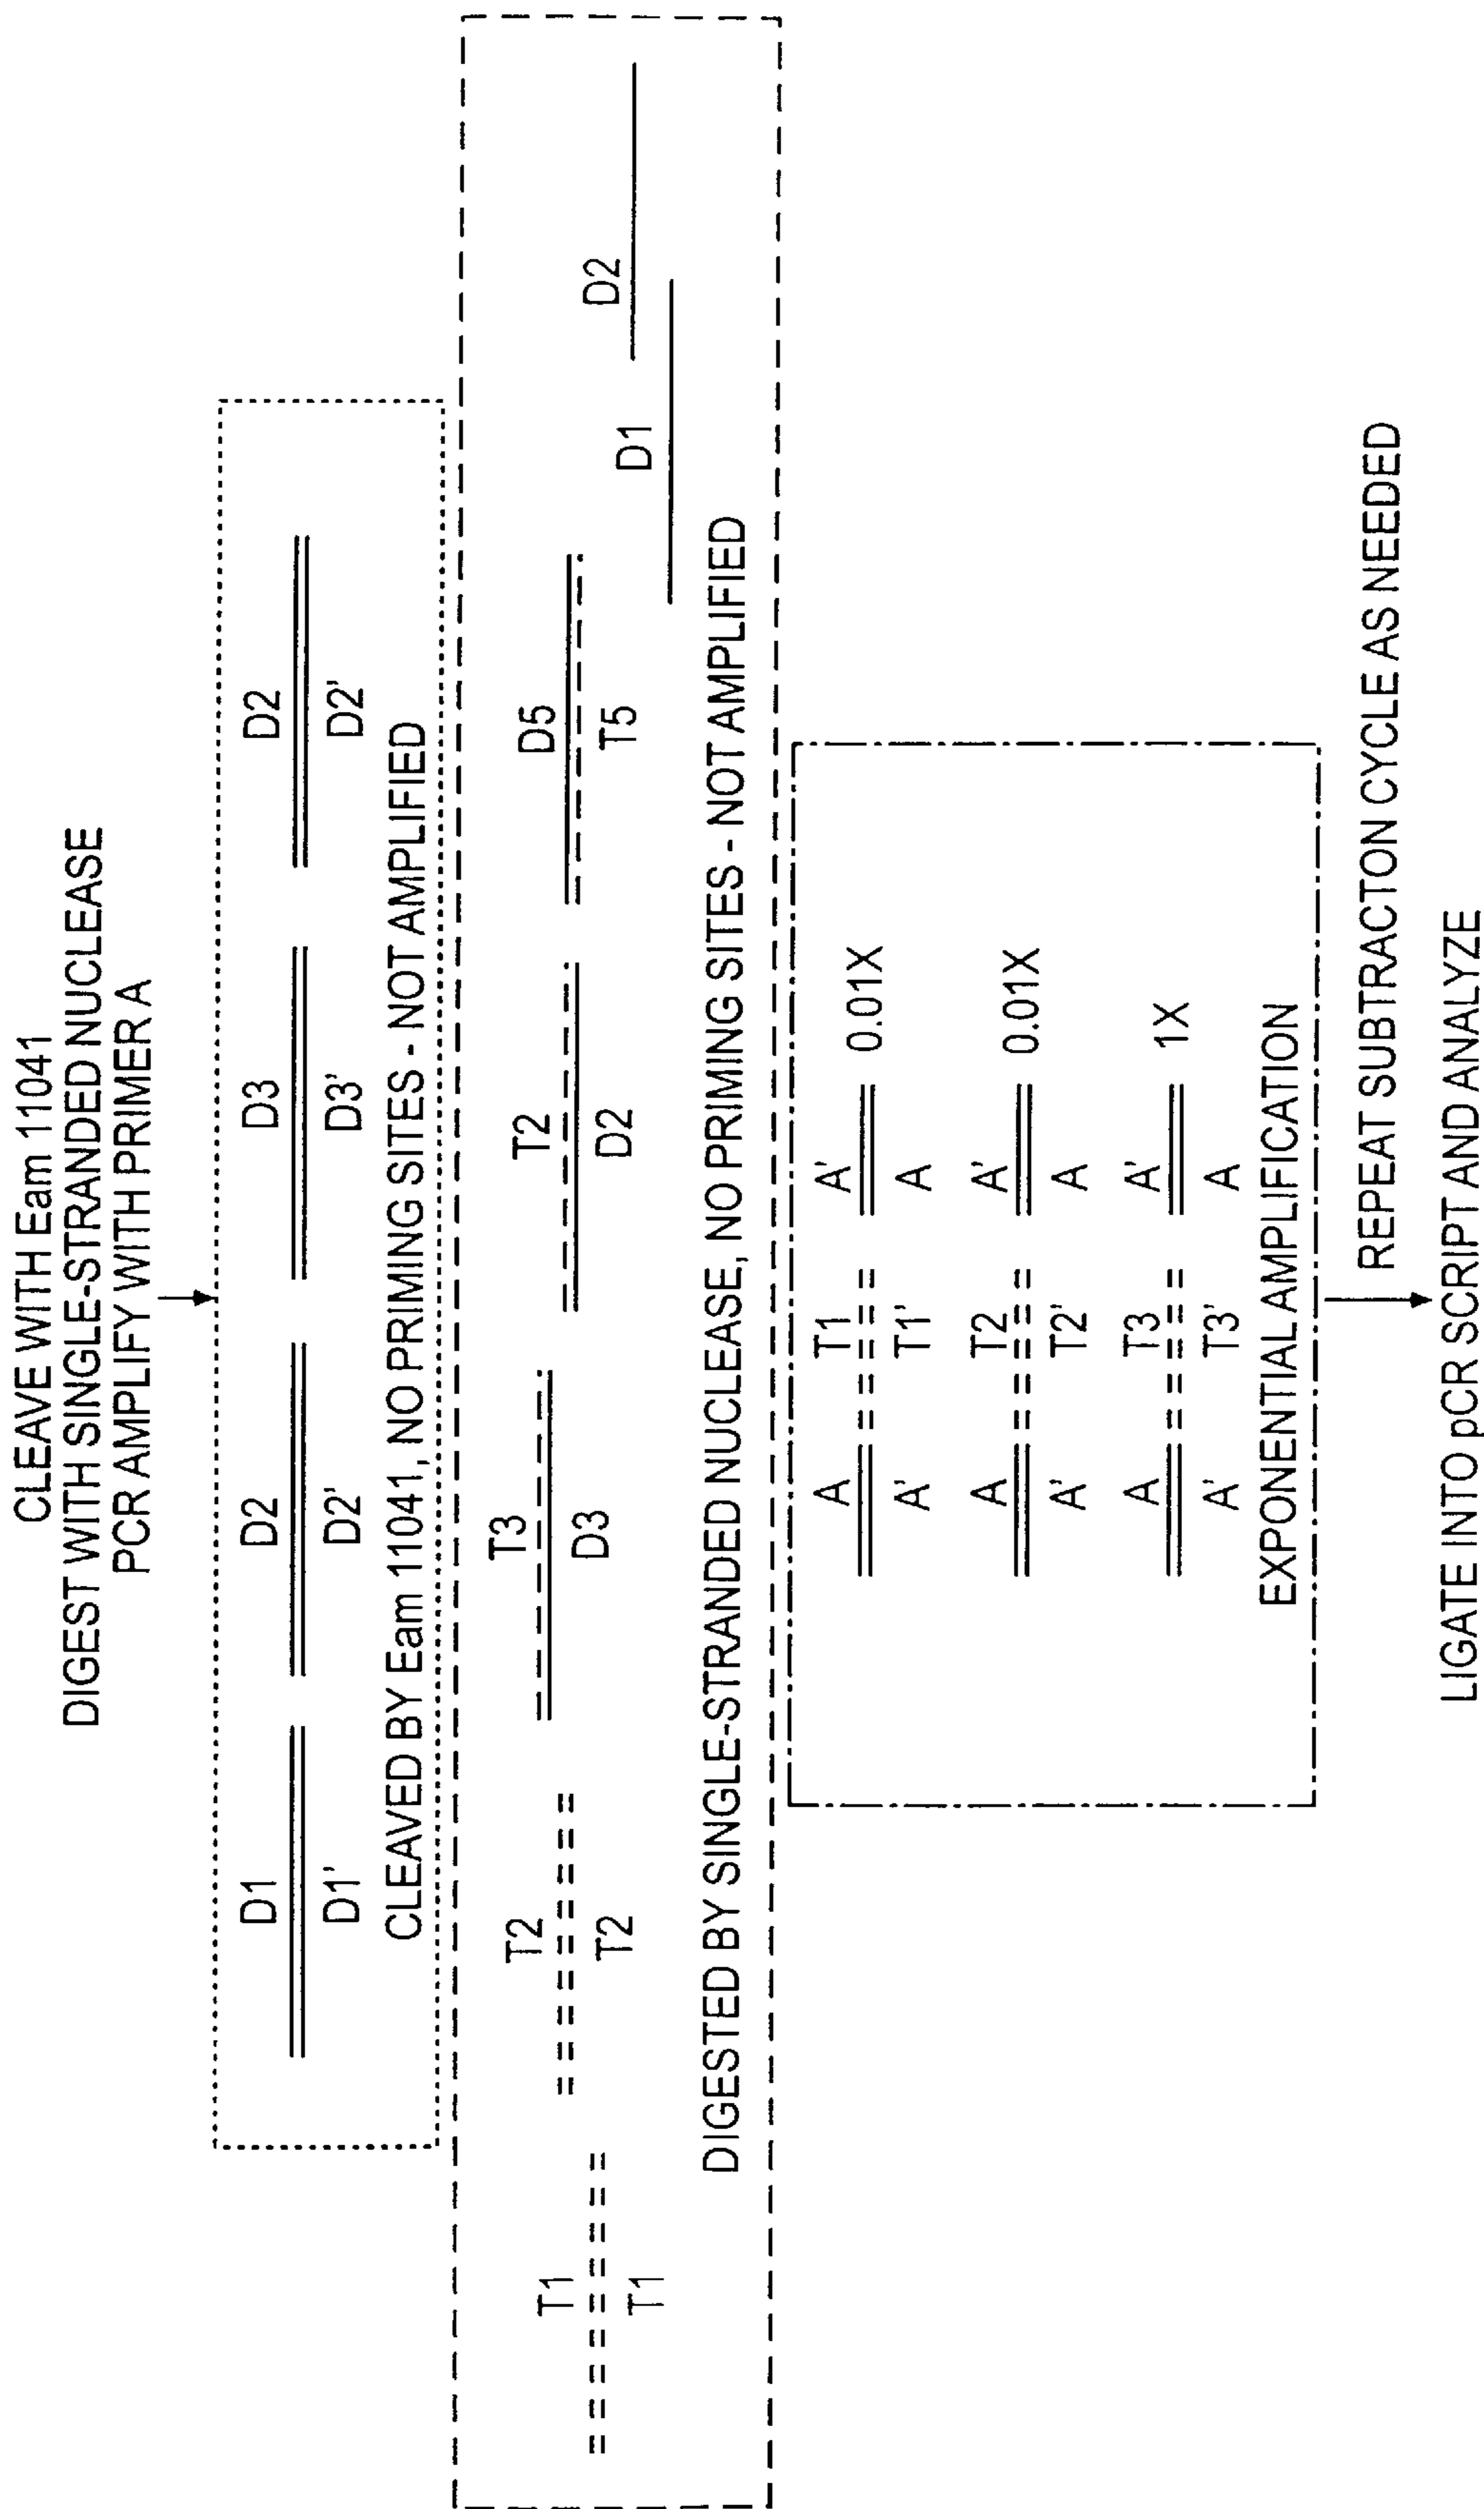 CLEAVE WITH Eam 11041
DIGEST WITH SINGLE-STRANDED NUCLEASE
PCR AMPLIFY WITH PRIMER A
D1 D2 D3 D2
D1' D2' D3' D2'
CLEAVED BY Eam 11041, NO PRIMING SITES - NOT AMPLIFIED
T1 T2 T3 T2 D5 D1 D2
T1 T2 D3 D2 T5
DIGESTED BY SINGLE-STRANDED NUCLEASE, NO PRIMING SITES - NOT AMPLIFIED
A T1 A' 0.01X
A' T1' A
A T2 A' 0.01X
A' T2' A
A T3 A' 1X
A' T3' A
EXPONENTIAL AMPLIFICATION
REPEAT SUBTRACTON CYCLE AS NEEDED
LIGATE INTO pCR SCRIPT AND ANALYZE